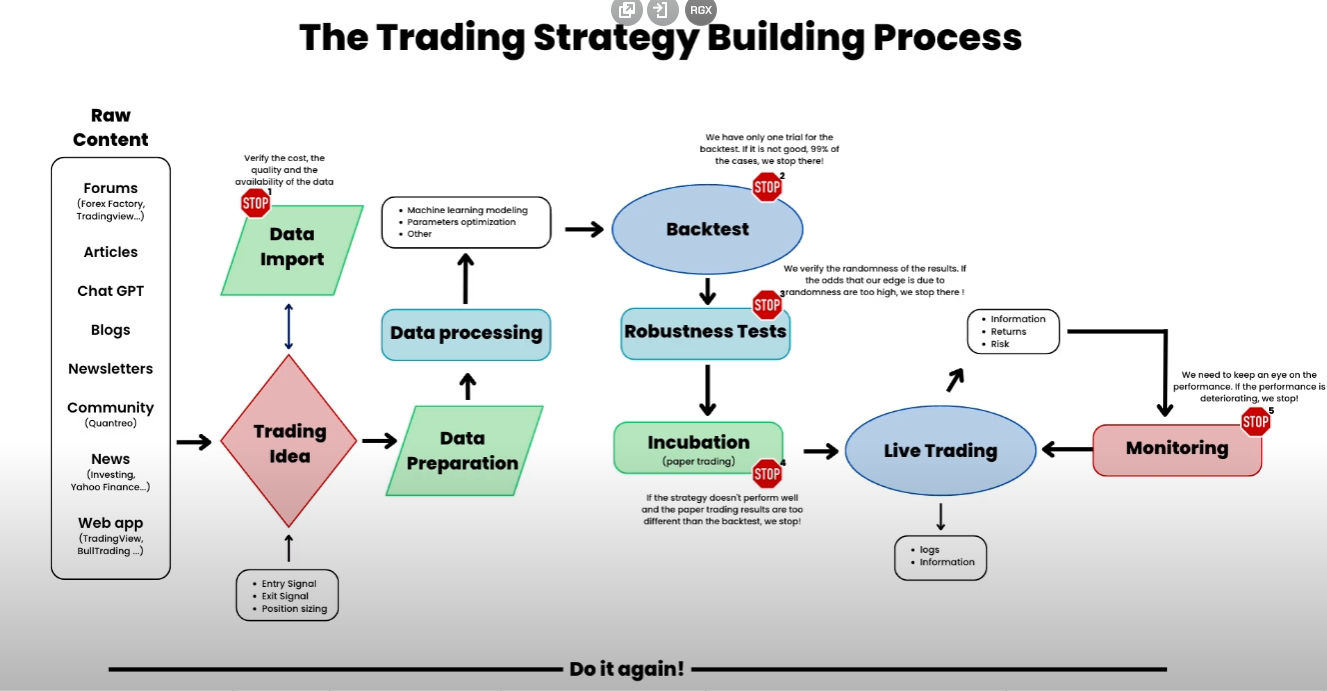 RGX
The Trading Strategy Building Process
Raw
Content
Forums
(Forex Factory,
Tradingview...)
Articles
Chat GPT
Blogs
Newsletters
Community
(Quantreo)
News
(Investing,
Yahoo Finance...)
Web app
(TradingView,
BullTrading ...)
Verify the cost, the
quality and the
availability of the data
STOP 1
Data
Import
Trading
Idea
• Entry Signal
• Exit Signal
• Position sizing
Data
Preparation
Data processing
• Machine learning modeling
• Parameters optimization
• Other
We have only one trial for the
backtest. If it is not good, 99% of
the cases, we stop there!
STOP 2
Backtest
We verify the randomness of the results. If
the odds that our edge is due to
randomness are too high, we stop there !
STOP 3
Robustness Tests
Incubation
(paper trading)
STOP 4
If the strategy doesn't perform well
and the paper trading results are too
different than the backtest, we stop!
Live Trading
• logs
• Information
• Information
• Returns
• Risk
We need to keep an eye on the
performance. If the performance is
deteriorating, we stop!
STOP 5
Monitoring
Do it again!